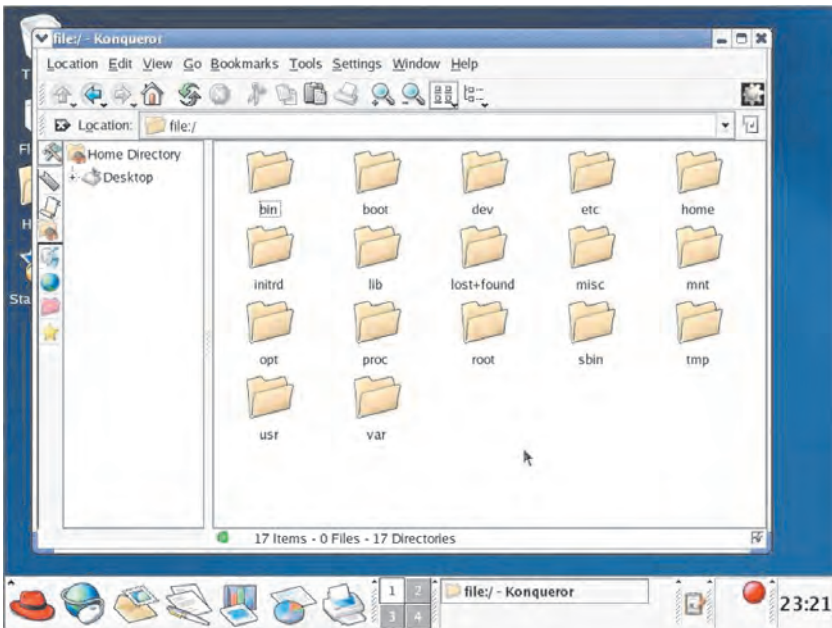 file:/ - Konqueror
Location Edit View Go Bookmarks Tools Settings Window Help
Location: file:/
Home Directory
Desktop
bin boot dev etc home
initrd lib lost+found misc mnt
opt proc root sbin tmp
usr var
17 Items - 0 Files - 17 Directories
1 2
3 4
file:/ - Konqueror
23:21